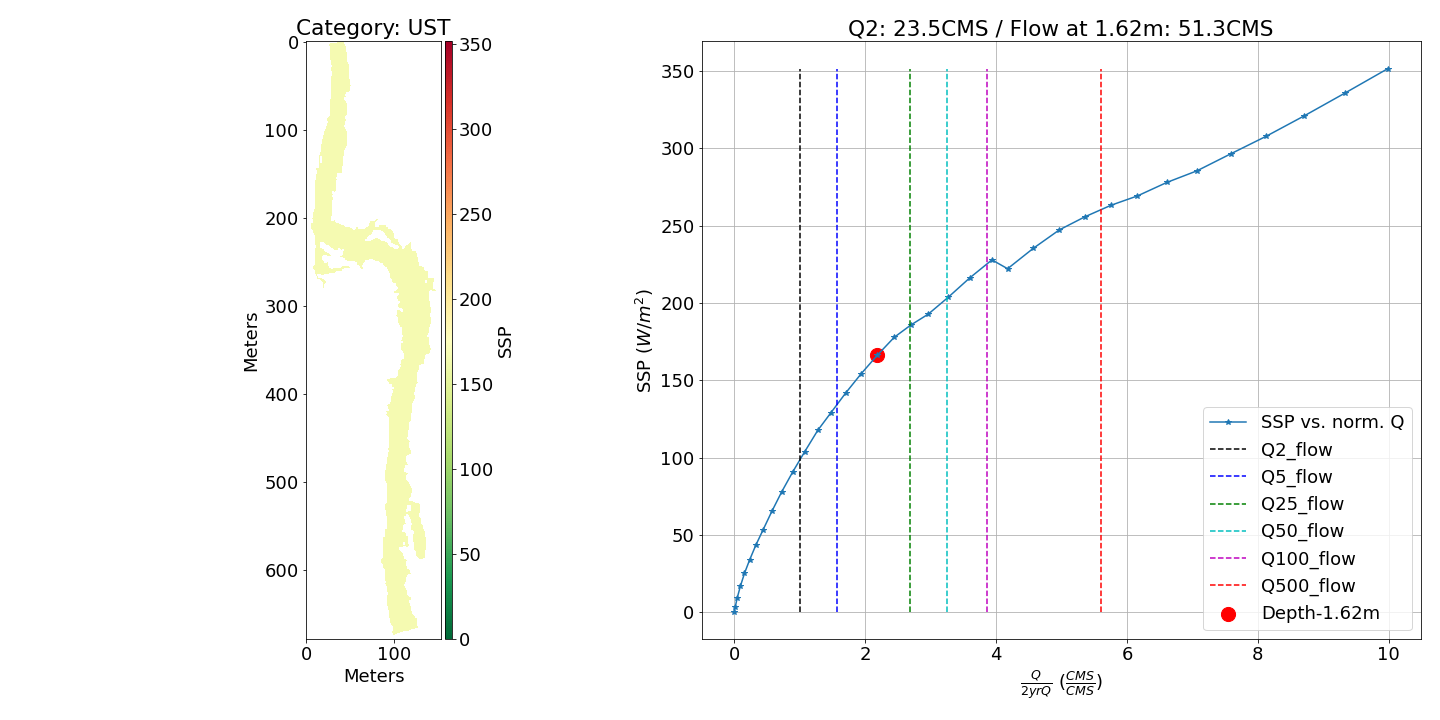 Category: UST
0
100
200
300
400
500
600
Meters
0
100
Meters
350
300
250
200
150
100
50
0
SSP
Q2: 23.5CMS / Flow at 1.62m: 51.3CMS
350
300
250
200
150
100
50
0
SSP (W/m²)
0
2
4
6
8
10
Q/2yrQ (CMS/CMS)
SSP vs. norm. Q
Q2_flow
Q5_flow
Q25_flow
Q50_flow
Q100_flow
Q500_flow
Depth-1.62m